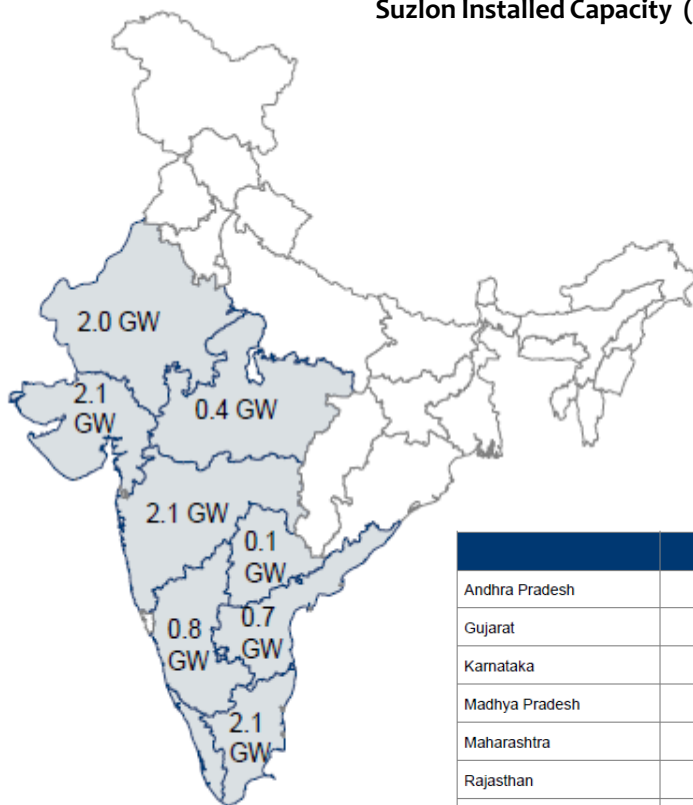 Suzlon Installed Capacity (
2.0 GW
2.1
GW
0.4 GW
2.1 GW
0.1
GW
0.7
GW
0.8
GW
2.1
GW
Andhra Pradesh
Gujarat
Karnataka
Madhya Pradesh
Maharashtra
Rajasthan